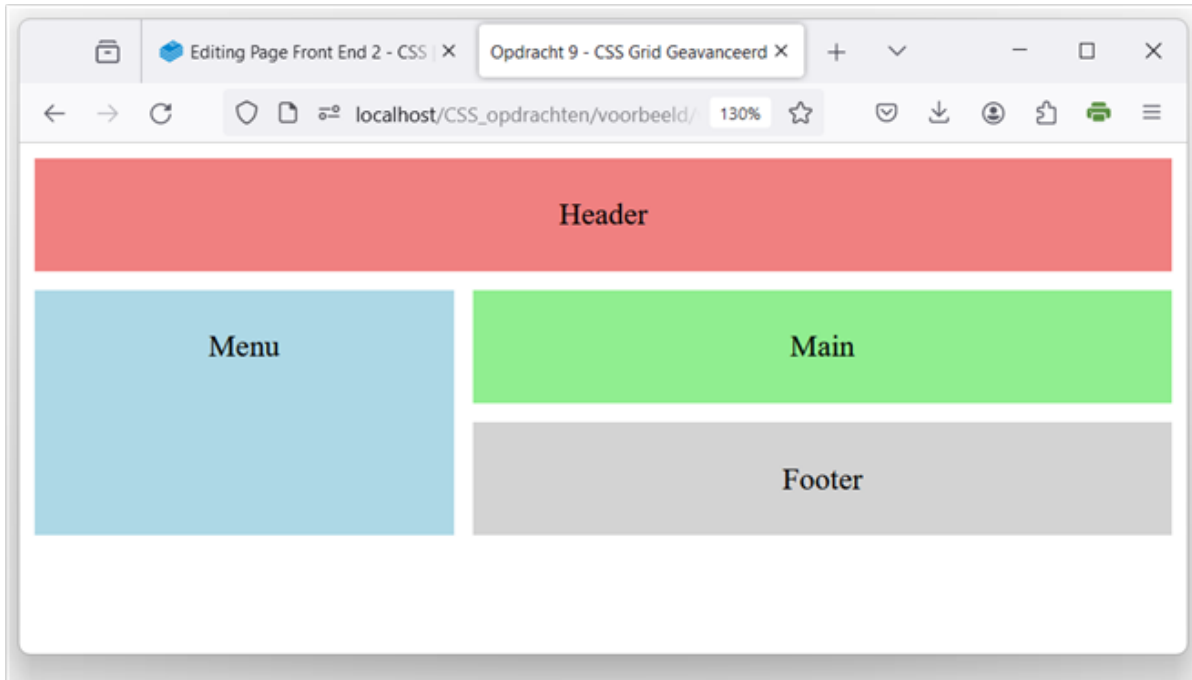 Editing Page Front End 2 - CSS
Opdracht 9 - CSS Grid Geavanceerd
localhost/CSS_opdrachten/voorbeeld/
130%
Header
Menu
Main
Footer